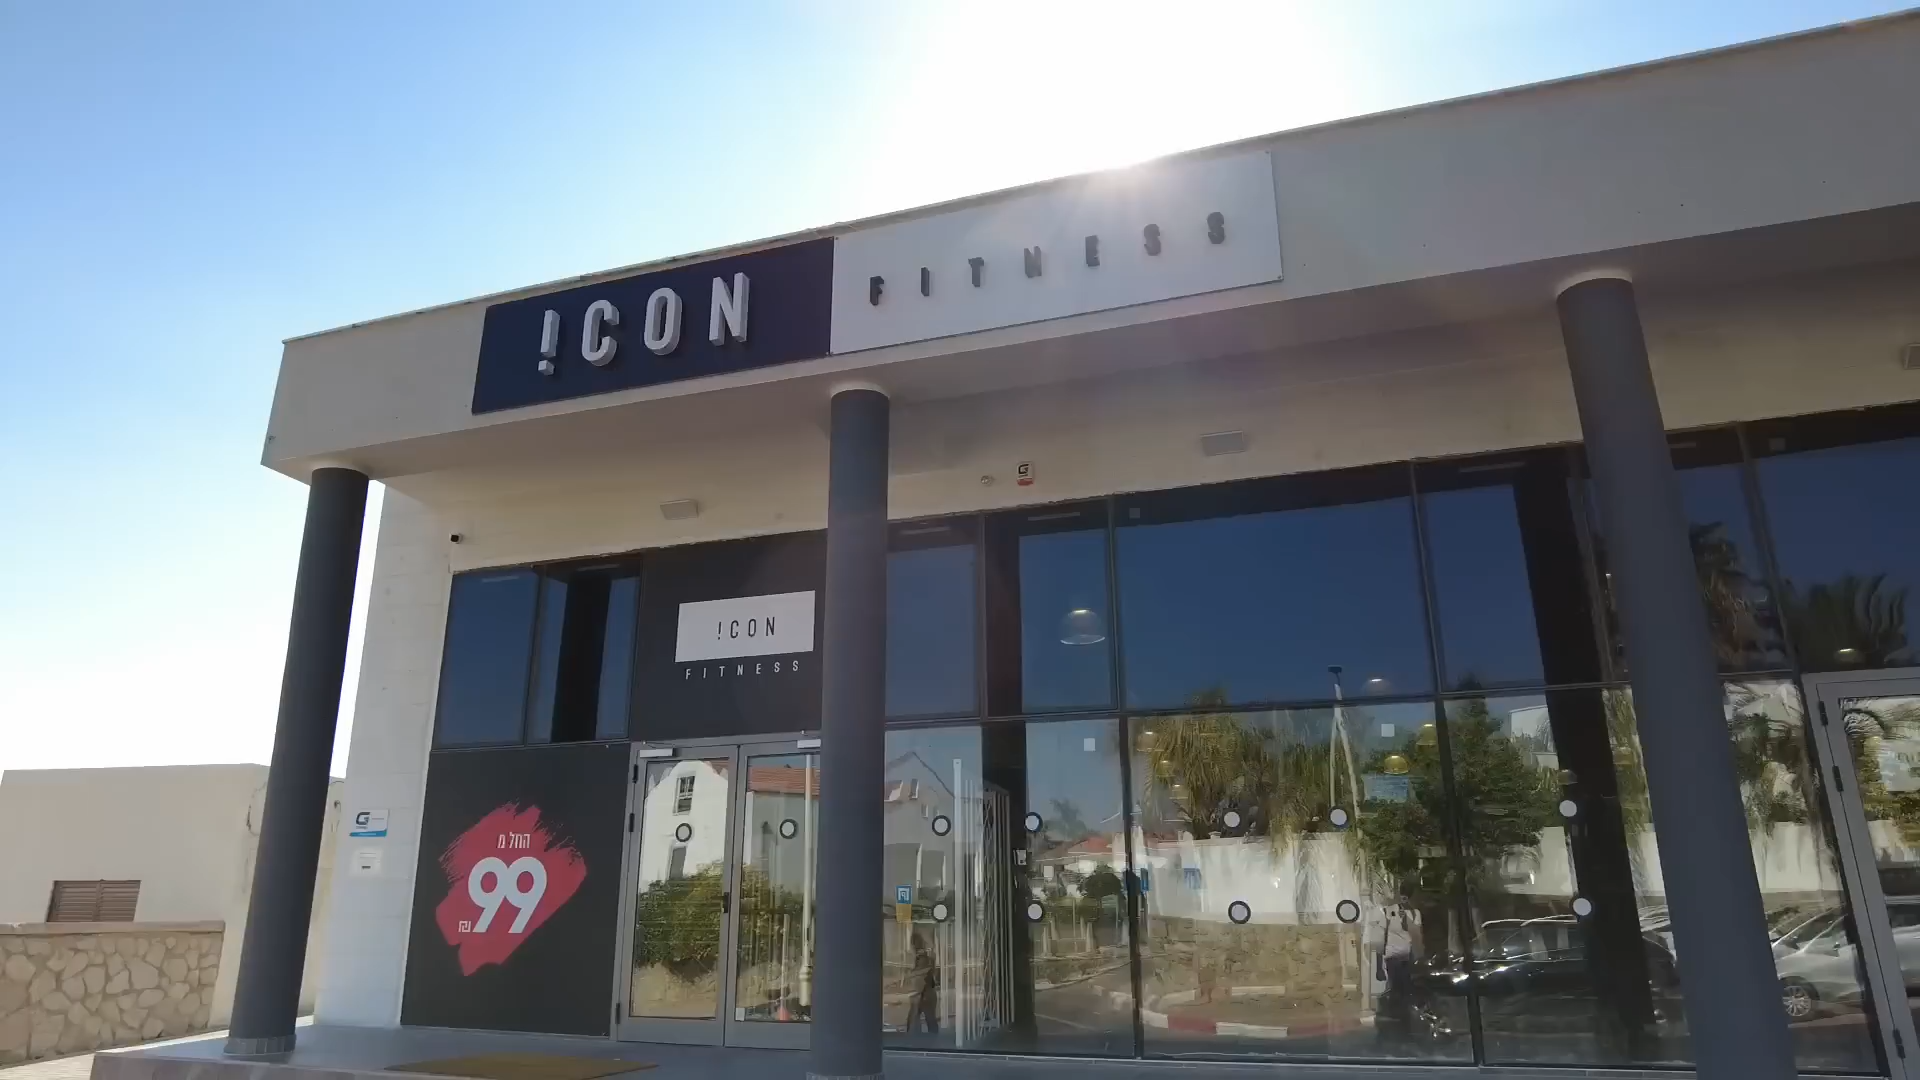 !CON
FITNESS
!CON
FITNESS
החל מ
99 ₪
G